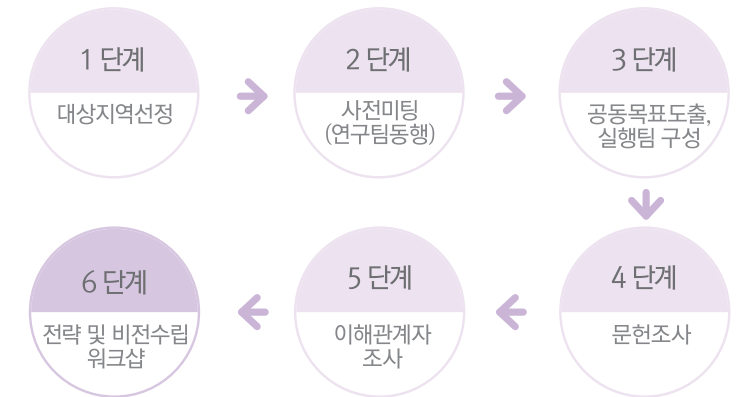 1 단계
대상지역선정
2 단계
사전미팅
(연구팀동행)
3 단계
공동목표도출,
실행팀 구성
4 단계
문헌조사
5 단계
이해관계자
조사
6 단계
전략 및 비전수립
워크샵